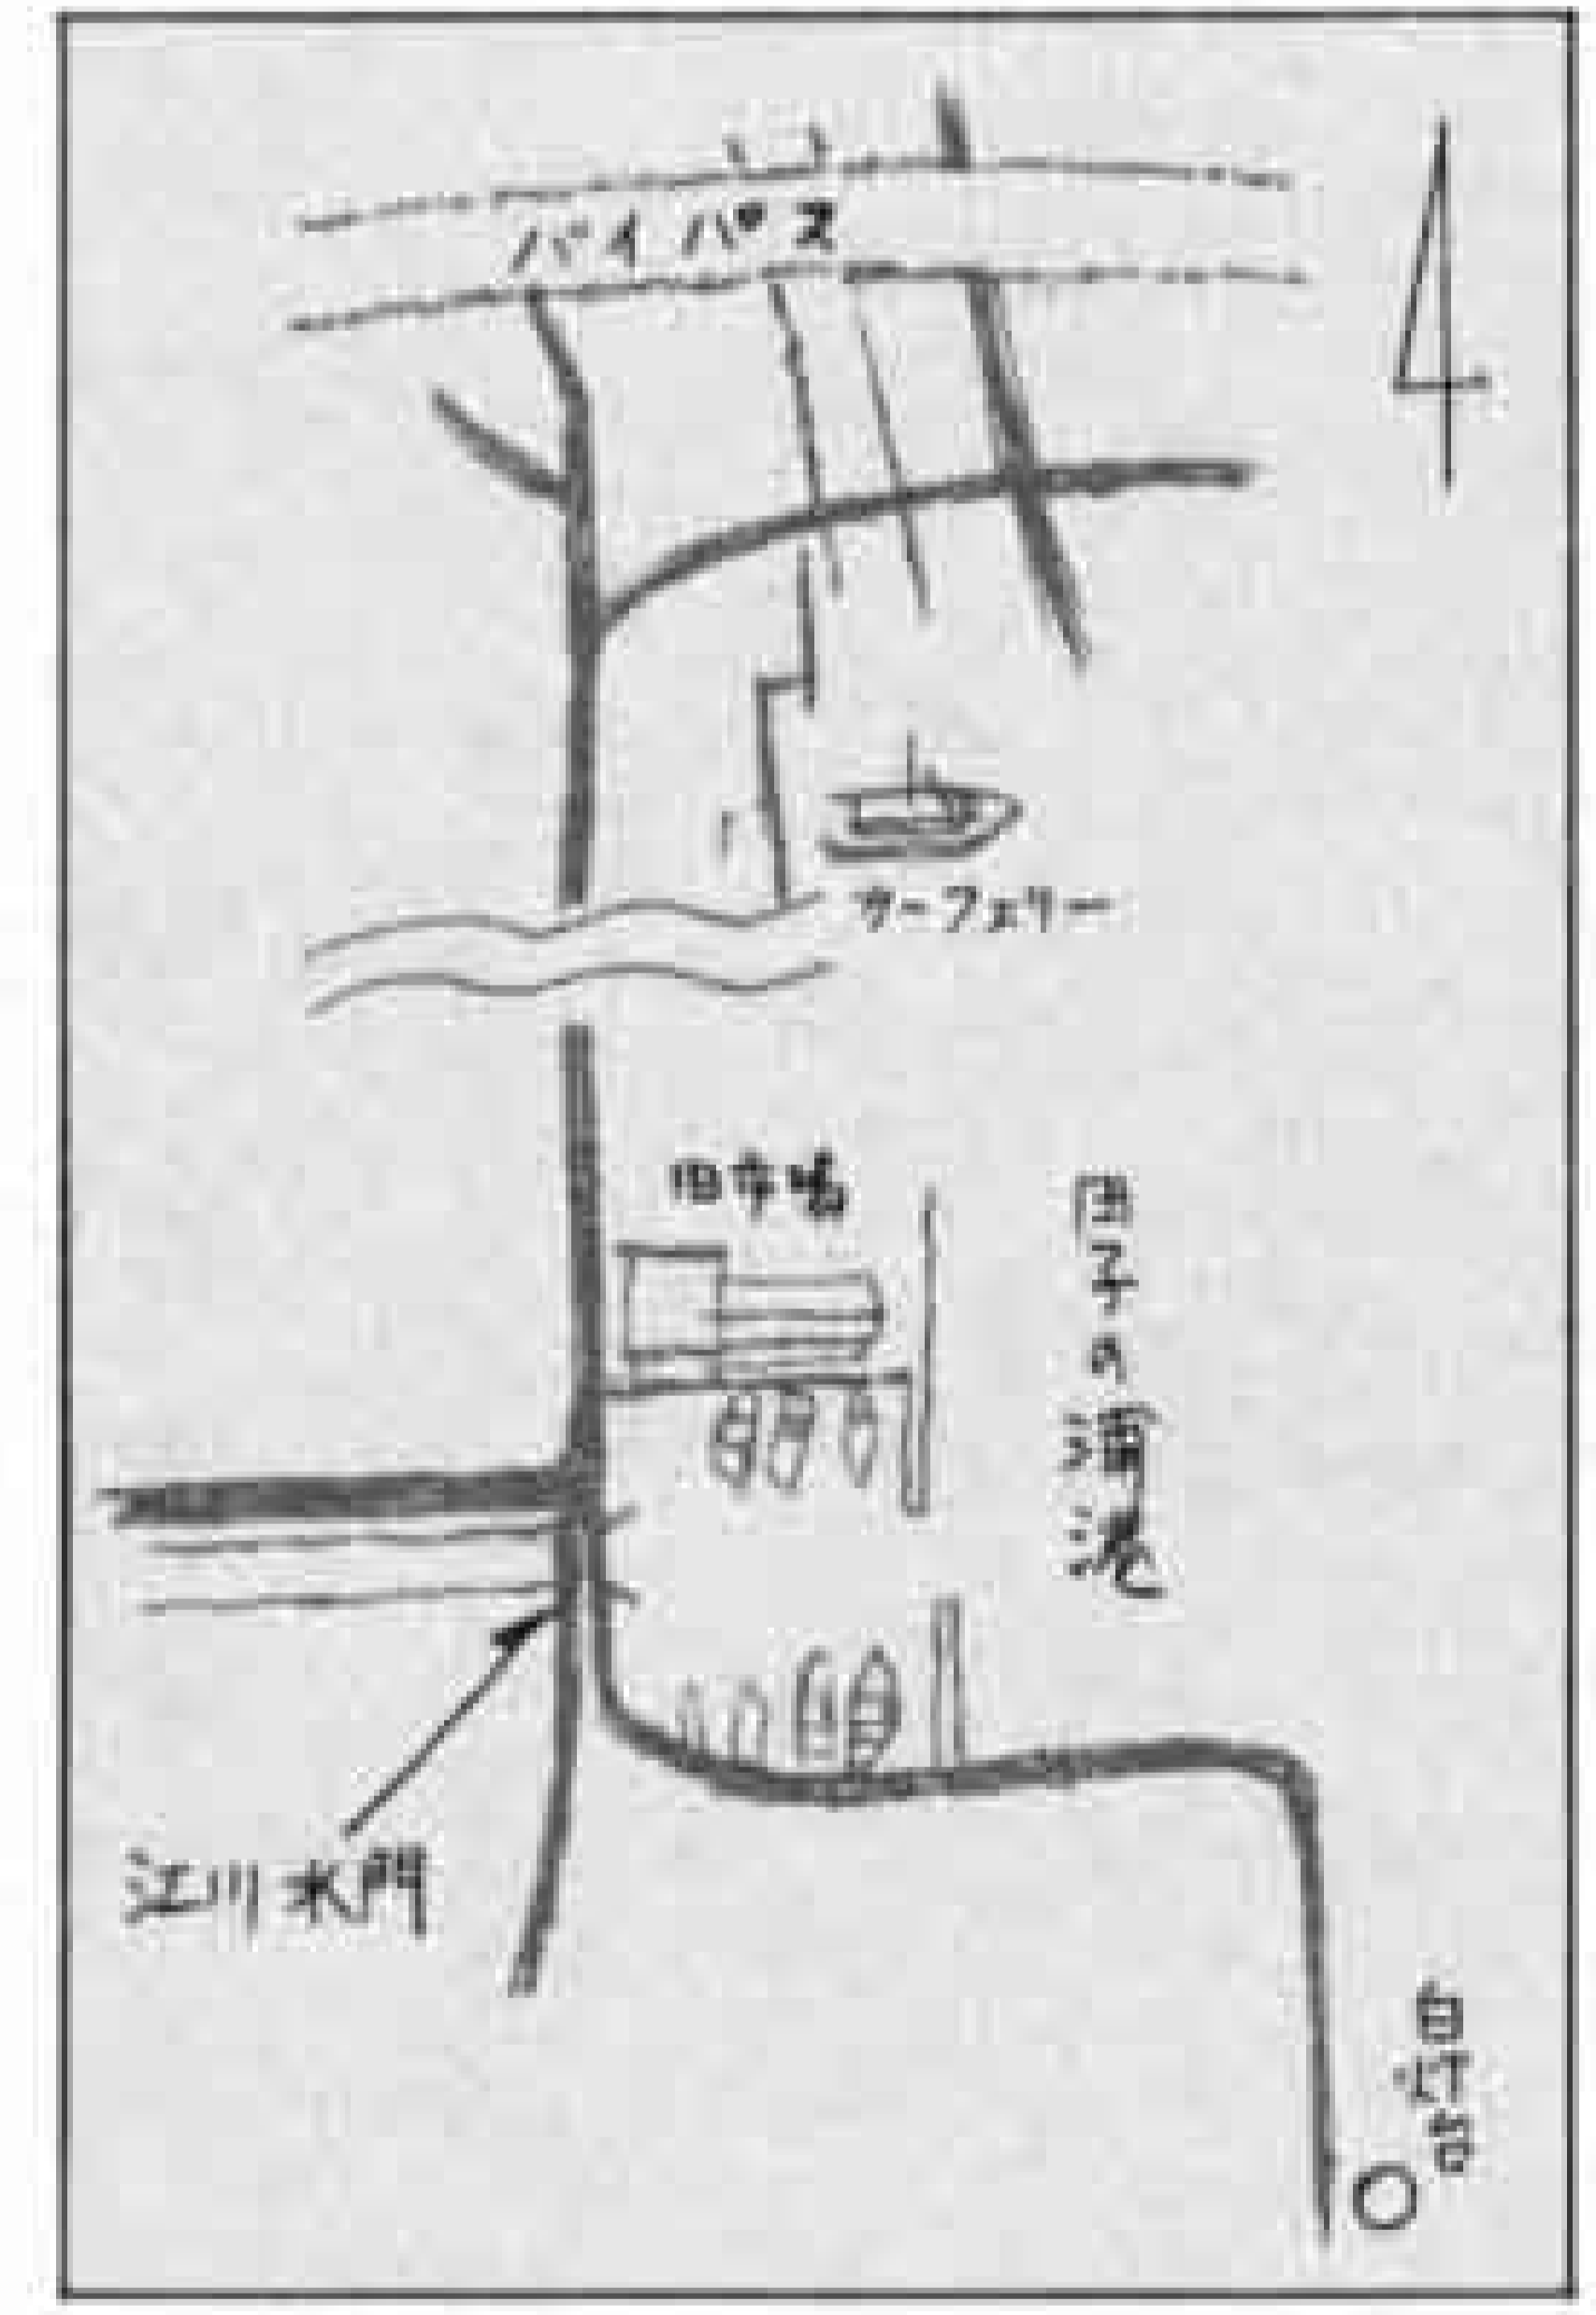 バイパス
カーフェリー
旧市場
田子の浦港
江川水門
白灯台